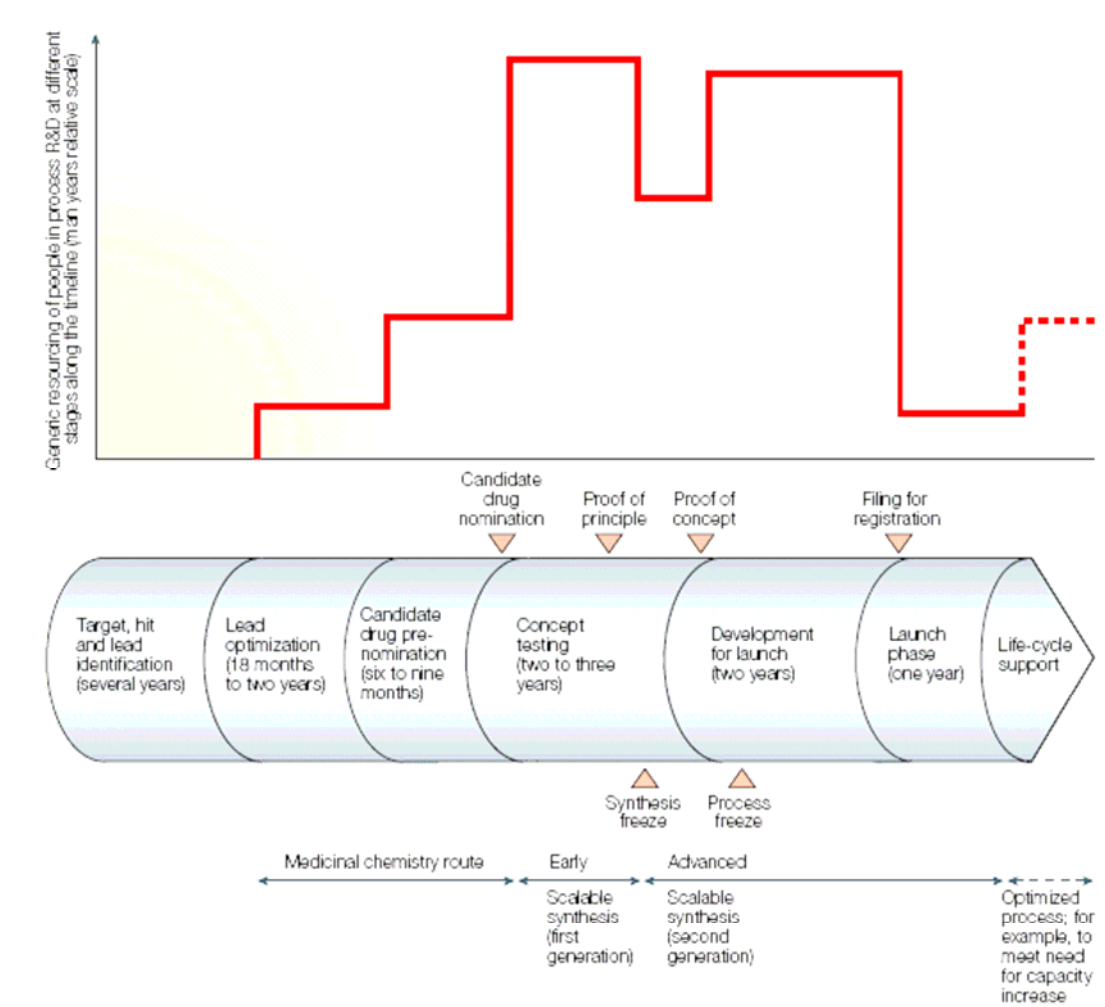 Generic resourcing of people in process R&D at different
stages along the timeline (man years relative scale)
Candidate
drug
nomination
Proof of
principle
Proof of
concept
Filing for
registration
Target, hit
and lead
identification
(several years)
Lead
optimization
(18 months
to two years)
Candidate
drug pre-
nomination
(six to nine
months)
Concept
testing
(two to three
years)
Development
for launch
(two years)
Launch
phase
(one year)
Life-cycle
support
Synthesis
freeze
Process
freeze
Medicinal chemistry route
Early
Advanced
Scalable
synthesis
(first
generation)
Scalable
synthesis
(second
generation)
Optimized
process; for
example, to
meet need
for capacity
increase